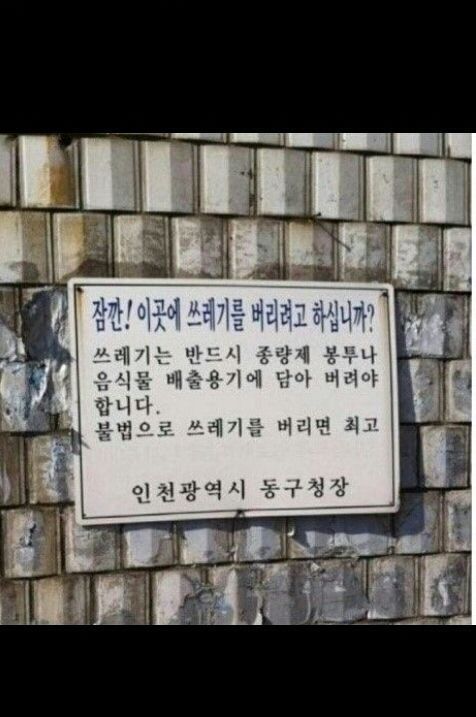 잠깐! 이곳에 쓰레기를 버리려고 하십니까?
쓰레기는 반드시 종량제 봉투나
음식물 배출용기에 담아 버려야
합니다.
불법으로 쓰레기를 버리면 최고
인천광역시 동구청장